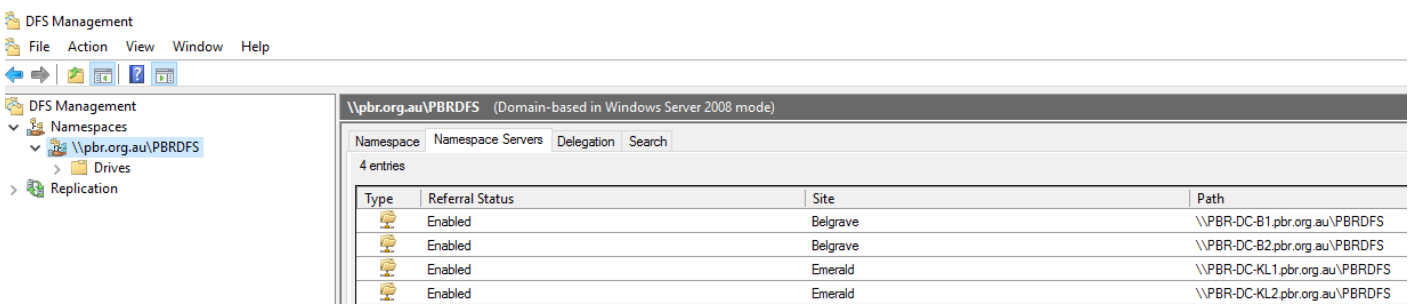 DFS Management
File Action View Window Help
DFS Management
Namespaces
\\pbr.org.au\PBRDFS
Drives
Replication
\\pbr.org.au\PBRDFS (Domain-based in Windows Server 2008 mode)
Namespace Namespace Servers Delegation Search
4 entries
Type Referral Status Site Path
Enabled Belgrave \\PBR-DC-B1.pbr.org.au\PBRDFS
Enabled Belgrave \\PBR-DC-B2.pbr.org.au\PBRDFS
Enabled Emerald \\PBR-DC-KL1.pbr.org.au\PBRDFS
Enabled Emerald \\PBR-DC-KL2.pbr.org.au\PBRDFS